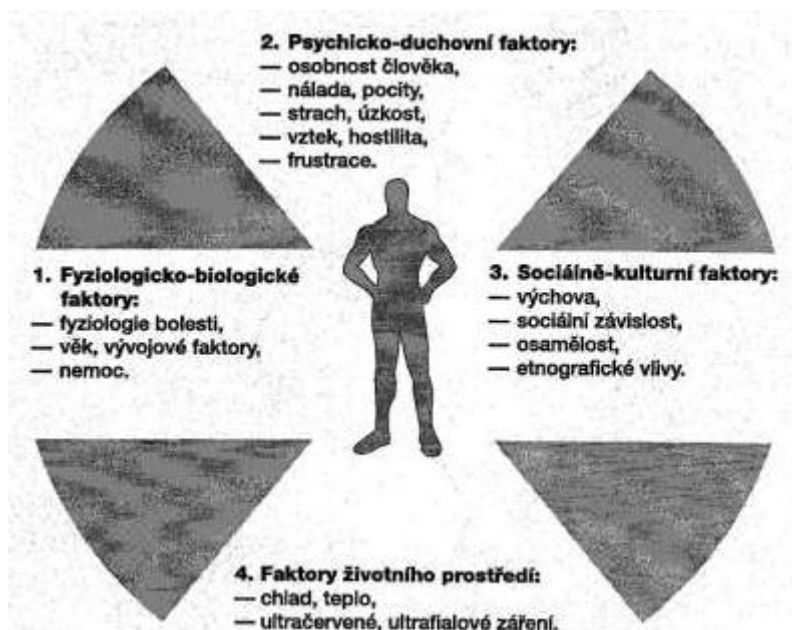 2. Psychicko-duchovní faktory:
— osobnost člověka,
— nálada, pocity,
— strach, úzkost,
— vztek, hostilita,
— frustrace.
1. Fyziologicko-biologické
faktory:
— fyziologie bolesti,
— věk, vývojové faktory,
— nemoc.
3. Sociálně-kulturní faktory:
— výchova,
— sociální závislost,
— osamělost,
— etnografické vlivy.
4. Faktory životního prostředí:
— chlad, teplo,
— ultračervené, ultrafialové záření,